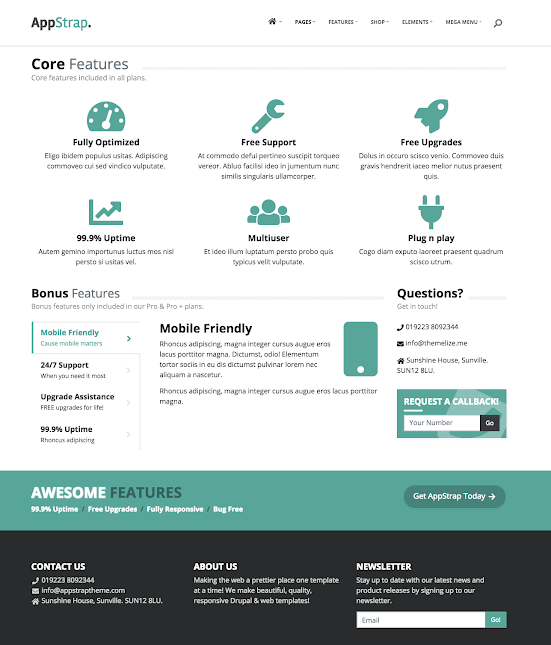 AppStrap.
PAGES
FEATURES
SHOP
ELEMENTS
MEGA MENU
Core Features
Core features included in all plans.
Fully Optimized
Eligo ibidem populus usitas. Adipiscing
commoveo cui sed vindico vulputate.
Free Support
At commodo defui pertineo suscipit torqueo
vereor. Abluo facilisi ideo in jumentum nunc
similis singularis ullamcorper.
Free Upgrades
Dolus in occuro scisco venio. Commoveo duis
gravis hendrerit iaceo melior nutus praesent
quis.
99.9% Uptime
Autem gemino importunus luctus mos nisl
persto si usitas vel.
Multiuser
Et ideo illum luptatum persto probo quis
typicus velit vulputate.
Plug n play
Cogo diam exputo laoreet praesent quadrum
scisco utrum.
Bonus Features
Bonus features only included in our Pro & Pro + plans.
Mobile Friendly
Cause mobile matters
24/7 Support
When you need it most
Upgrade Assistance
FREE upgrades for life!
99.9% Uptime
Rhoncus adipiscing
Mobile Friendly
Rhoncus adipiscing, magna integer cursus augue eros
lacus porttitor magna. Dictumst, odio! Elementum
tortor sociis in eu dis dictumst pulvinar lorem nec
aliquam a nascetur.
Rhoncus adipiscing, magna integer cursus augue eros lacus porttitor
magna.
Questions?
Get in touch!
019223 8092344
info@themelize.me
Sunshine House, Sunville.
SUN12 8LU.
REQUEST A CALLBACK!
Your Number
Go
AWESOME FEATURES
99.9% Uptime / Free Upgrades / Fully Responsive / Bug Free
Get AppStrap Today
CONTACT US
019223 8092344
info@appstraptheme.com
Sunshine House, Sunville. SUN12 8LU.
ABOUT US
Making the web a prettier place one template
at a time! We make beautiful, quality,
responsive Drupal & web templates!
NEWSLETTER
Stay up to date with our latest news and
product releases by signing up to our
newsletter.
Email
Go!